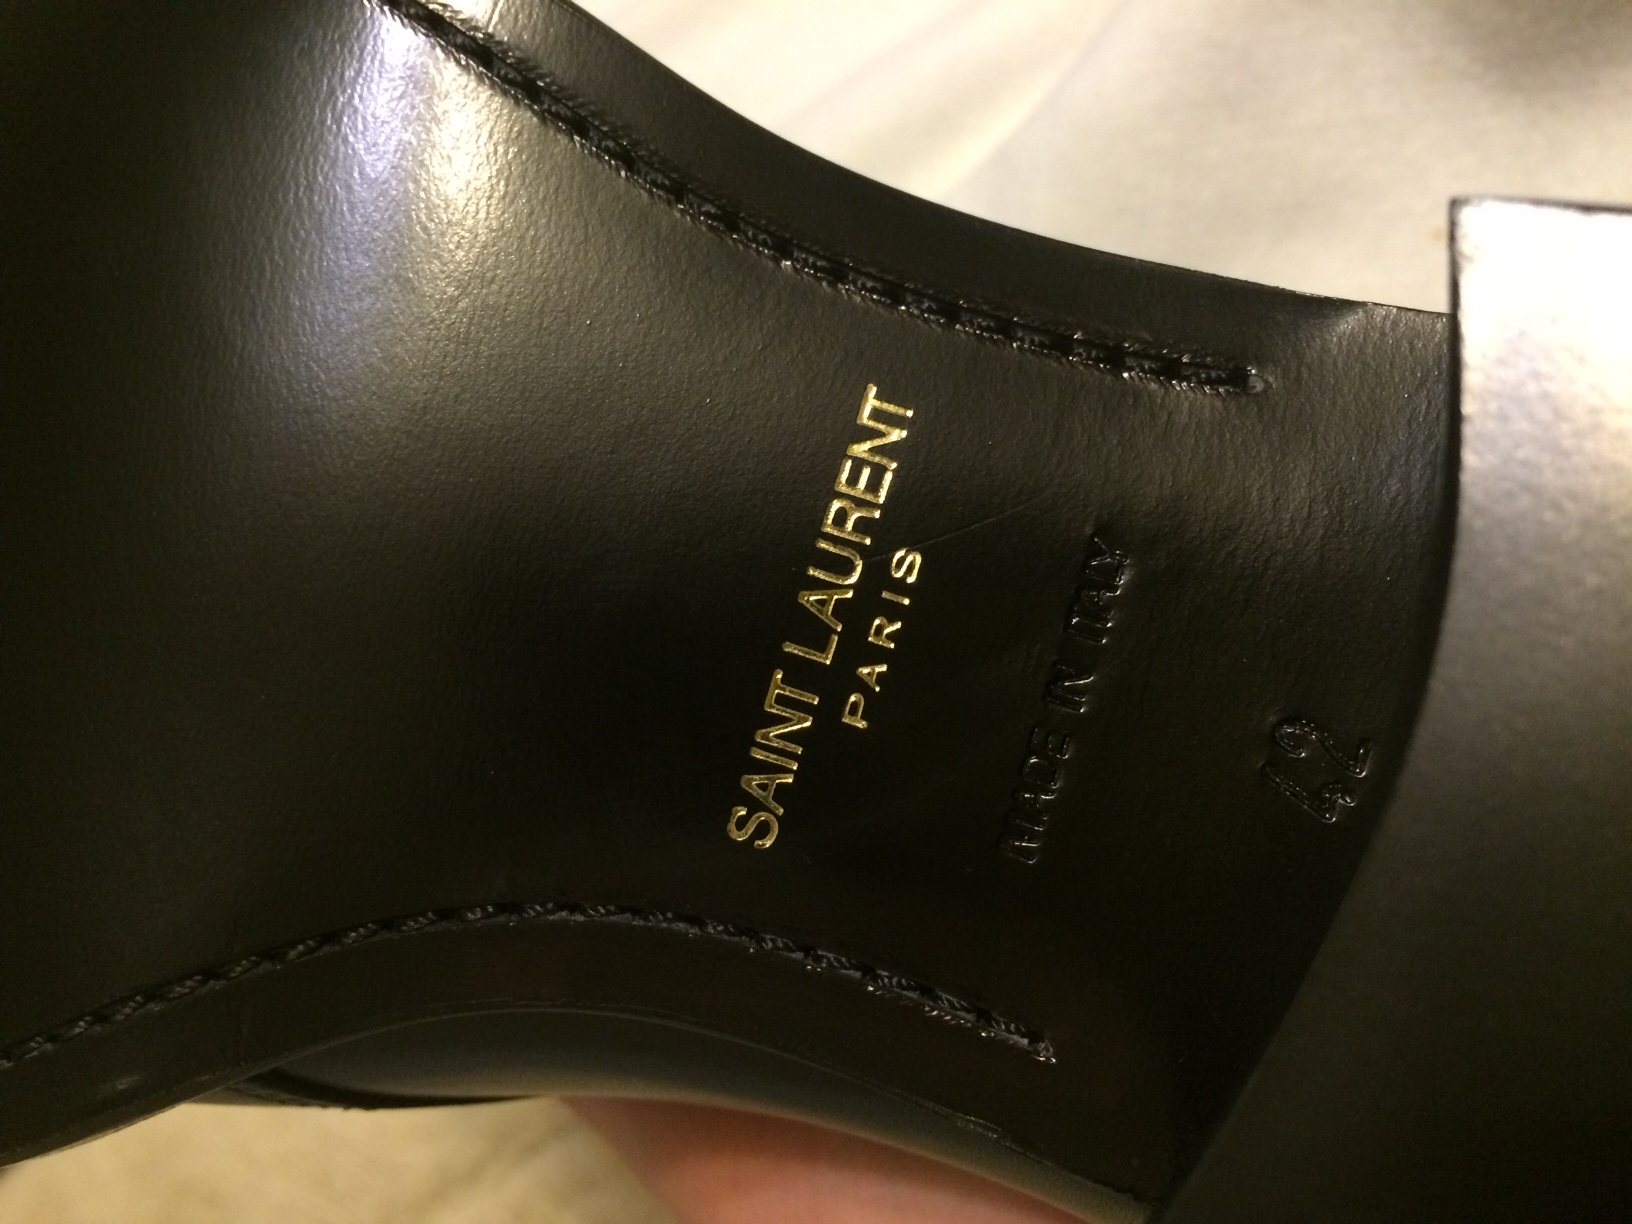 SAINT LAURENT
PARIS
MADE IN ITALY
42